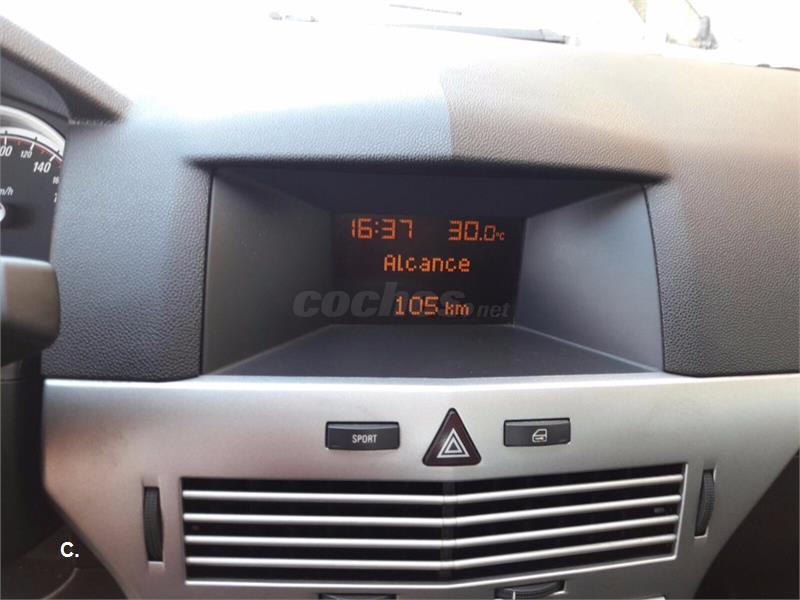 16:37 30.0°C
Alcance
105 km
coches.net
SPORT
120
140
m/h
C.